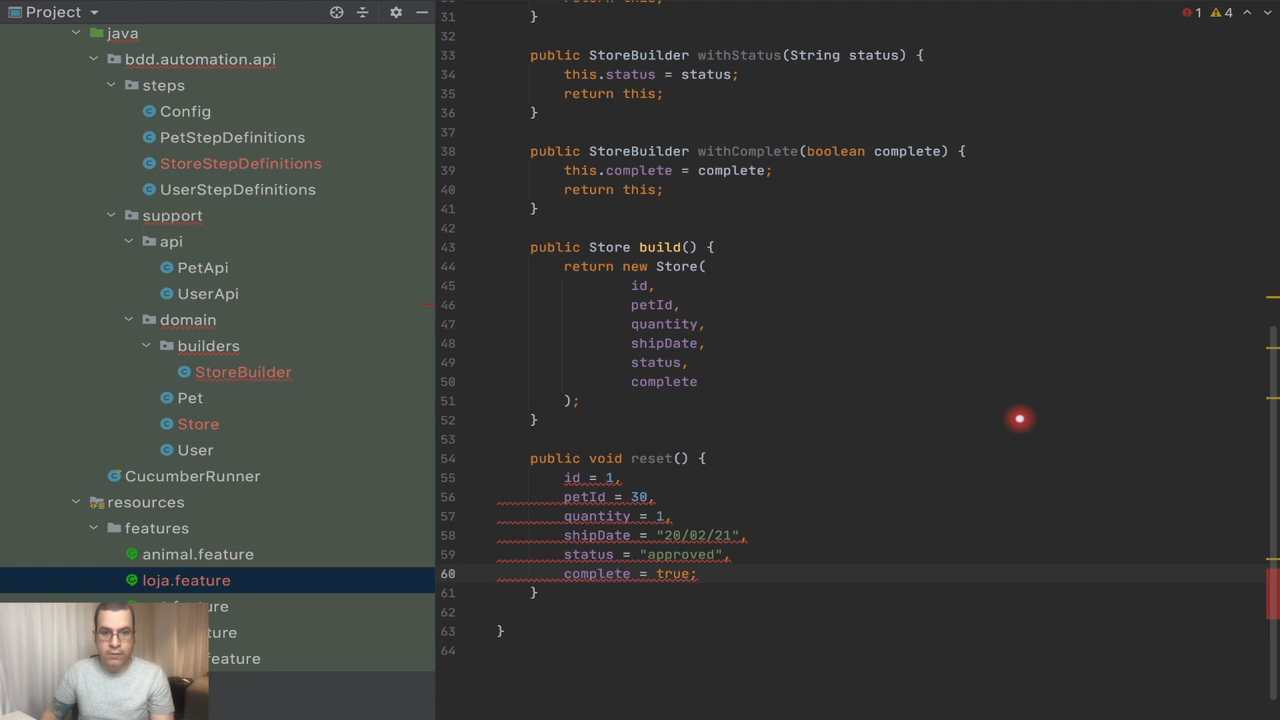 Project
java
bdd.automation.api
steps
Config
PetStepDefinitions
StoreStepDefinitions
UserStepDefinitions
support
api
PetApi
UserApi
domain
builders
StoreBuilder
Pet
Store
User
CucumberRunner
resources
features
animal.feature
loja.feature
feature
ture
feature
1 4
31 }
32
33 public StoreBuilder withStatus(String status) {
34 this.status = status;
35 return this;
36 }
37
38 public StoreBuilder withComplete(boolean complete) {
39 this.complete = complete;
40 return this;
41 }
42
43 public Store build() {
44 return new Store(
45 id,
46 petId,
47 quantity,
48 shipDate,
49 status,
50 complete
51 );
52 }
53
54 public void reset() {
55 id = 1,
56 petId = 30,
57 quantity = 1,
58 shipDate = "20/02/21",
59 status = "approved",
60 complete = true;
61 }
62
63 }
64